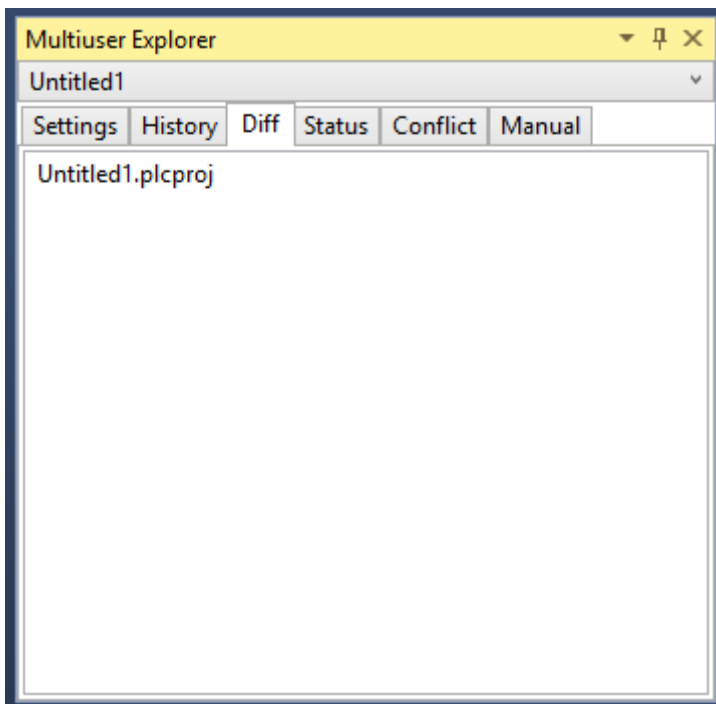 Multiuser Explorer
Untitled1
Settings History Diff Status Conflict Manual
Untitled1.plcproj